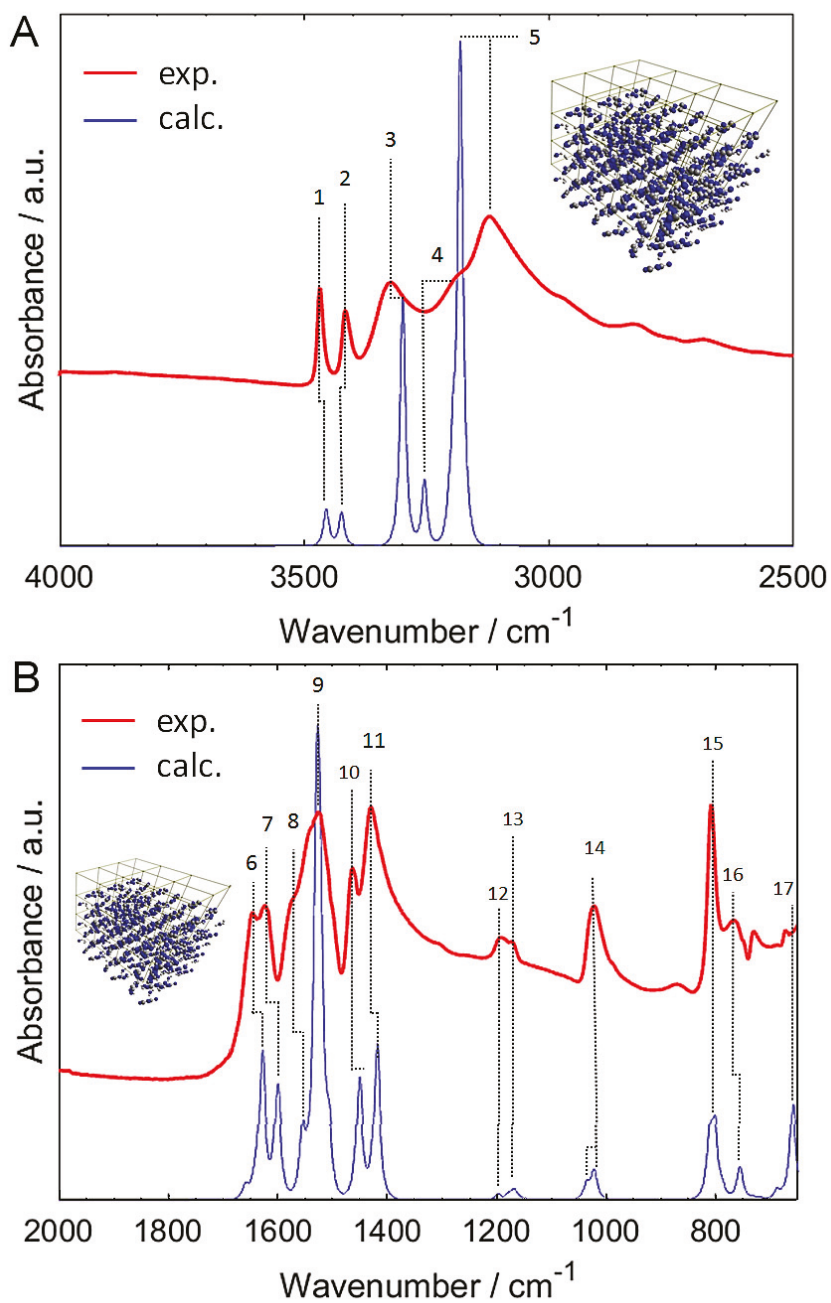 A
exp.
calc.
1
2
3
4
5
Absorbance / a.u.
4000
3500
3000
2500
Wavenumber / cm-1
B
exp.
calc.
6
7
8
9
10
11
12
13
14
15
16
17
Absorbance / a.u.
2000
1800
1600
1400
1200
1000
800
Wavenumber / cm-1